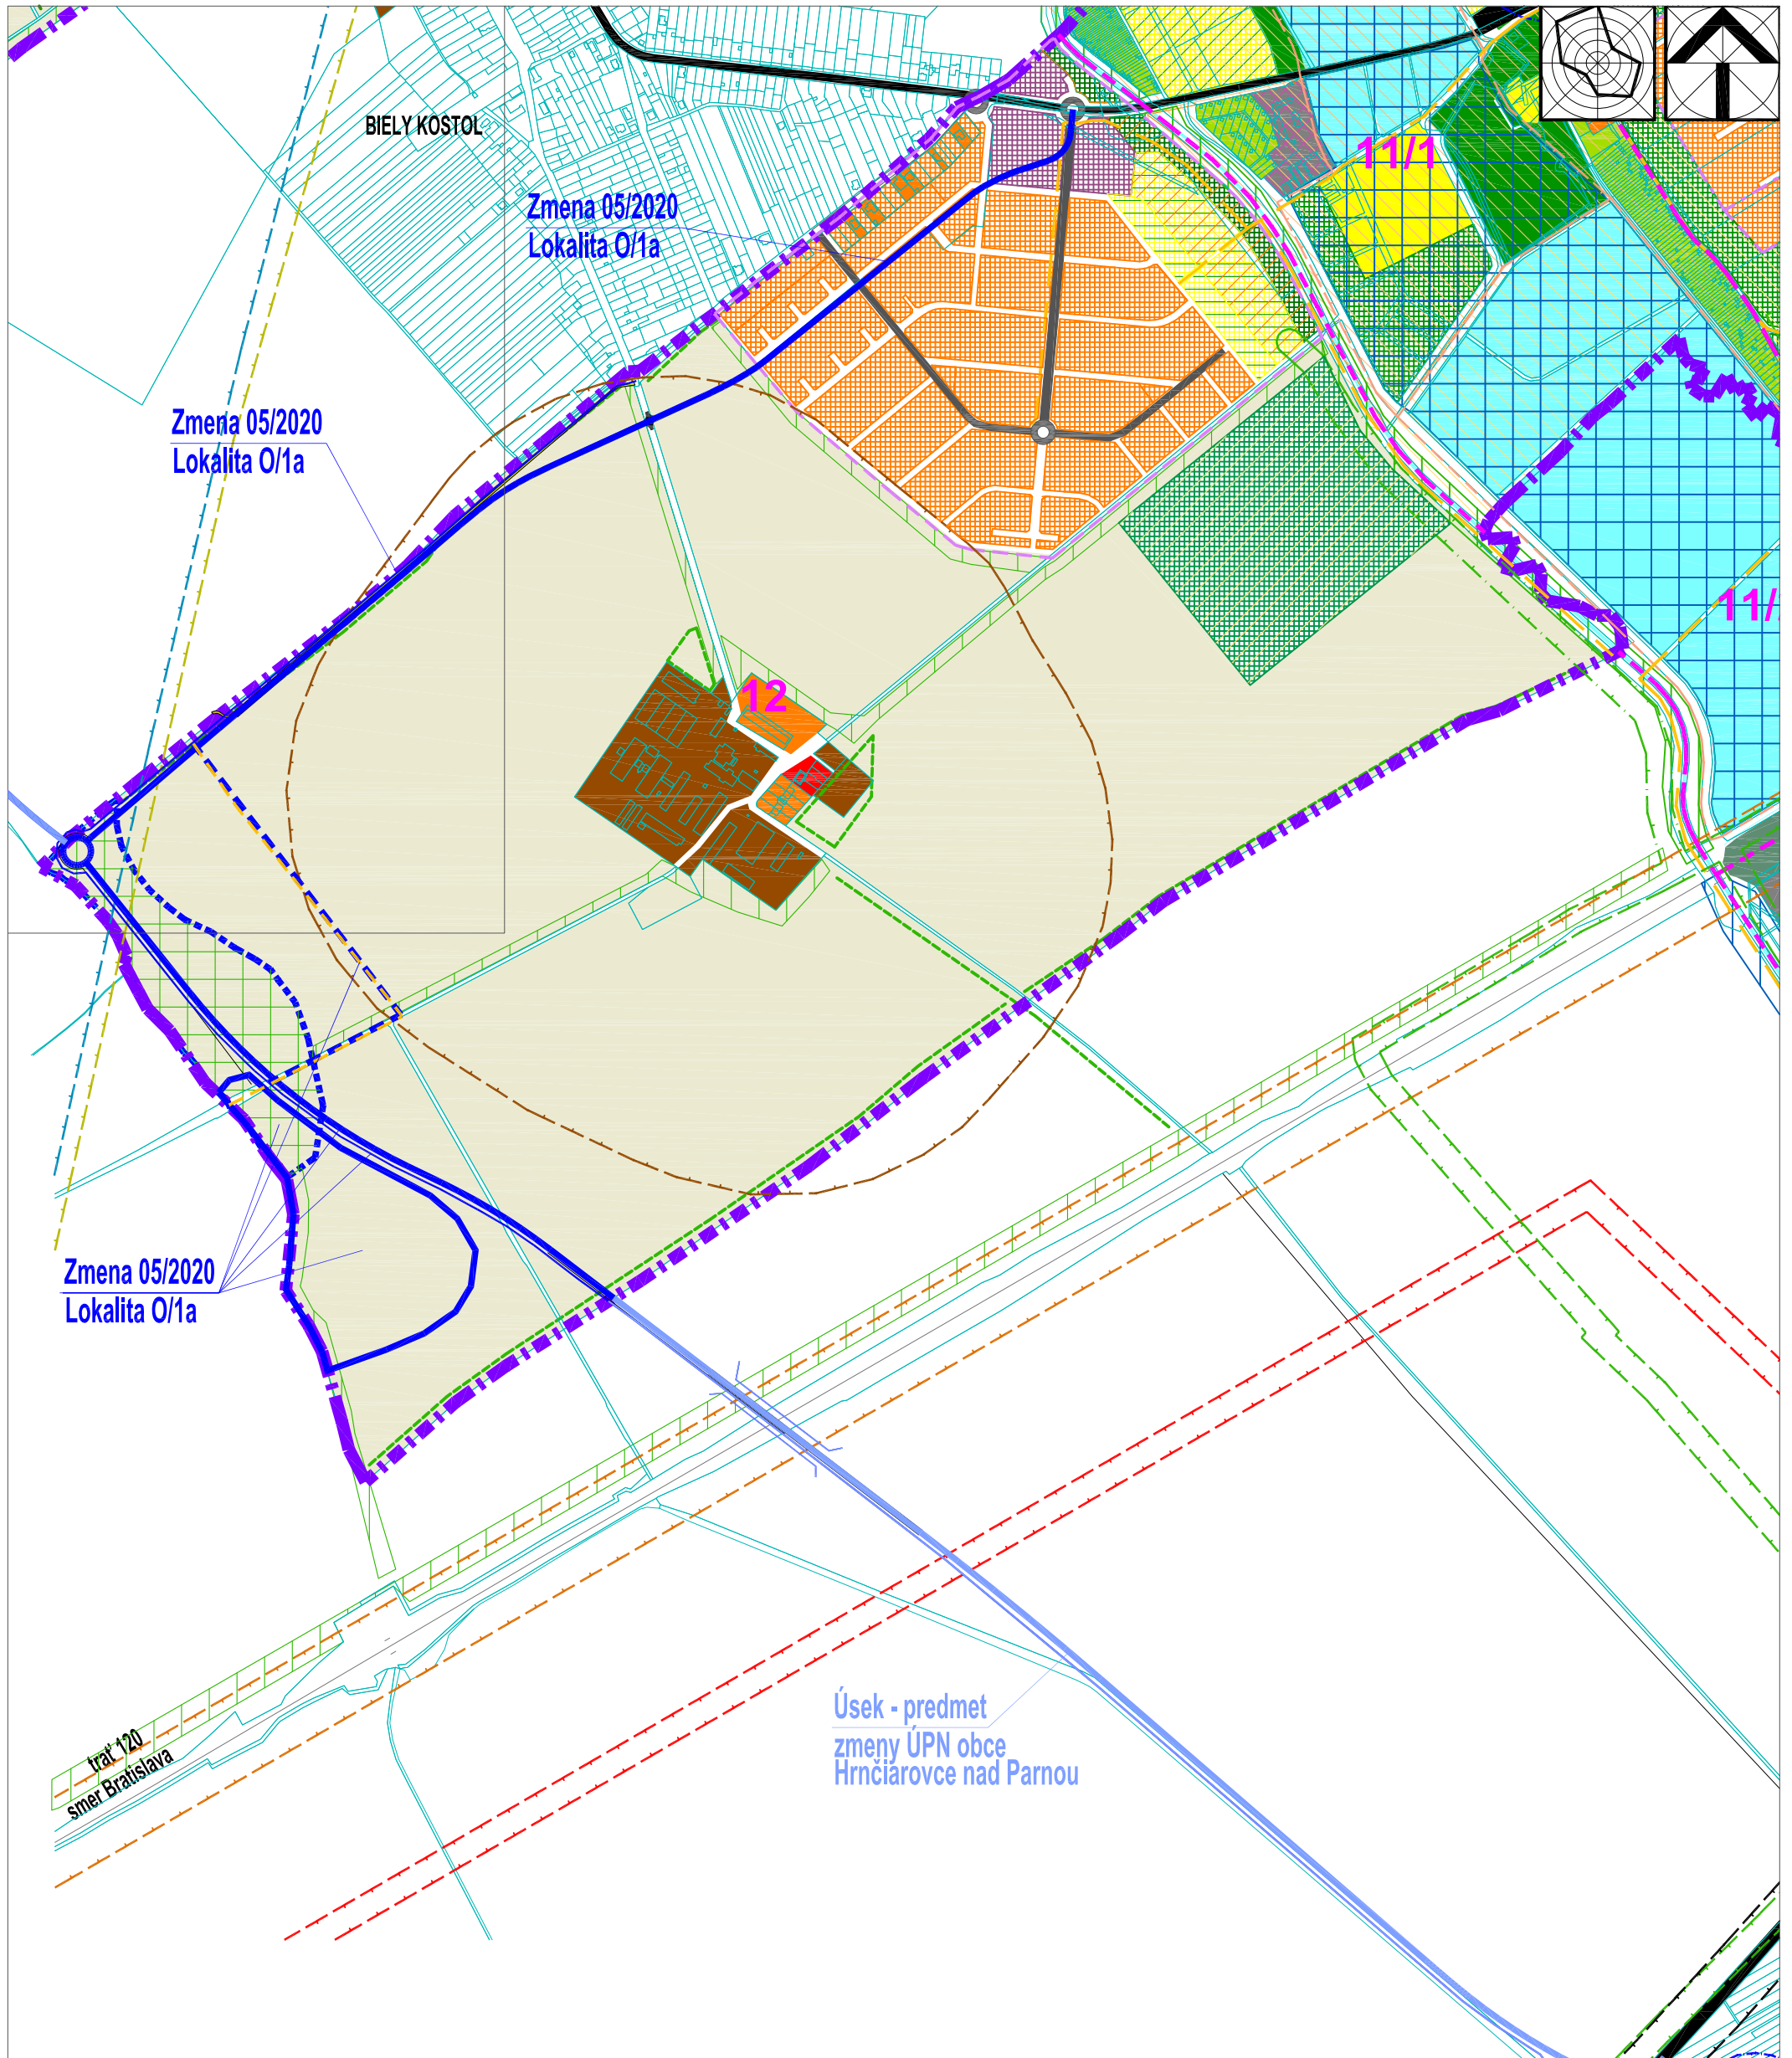 BIELY KOSTOL
11/1
Zmena 05/2020
Lokalita O/1a
Zmena 05/2020
Lokalita O/1a
11/
12
Zmena 05/2020
Lokalita O/1a
Úsek - predmet
zmeny ÚPN obce
Hrnčiarovce nad Parnou
trať 120
smer Bratislava